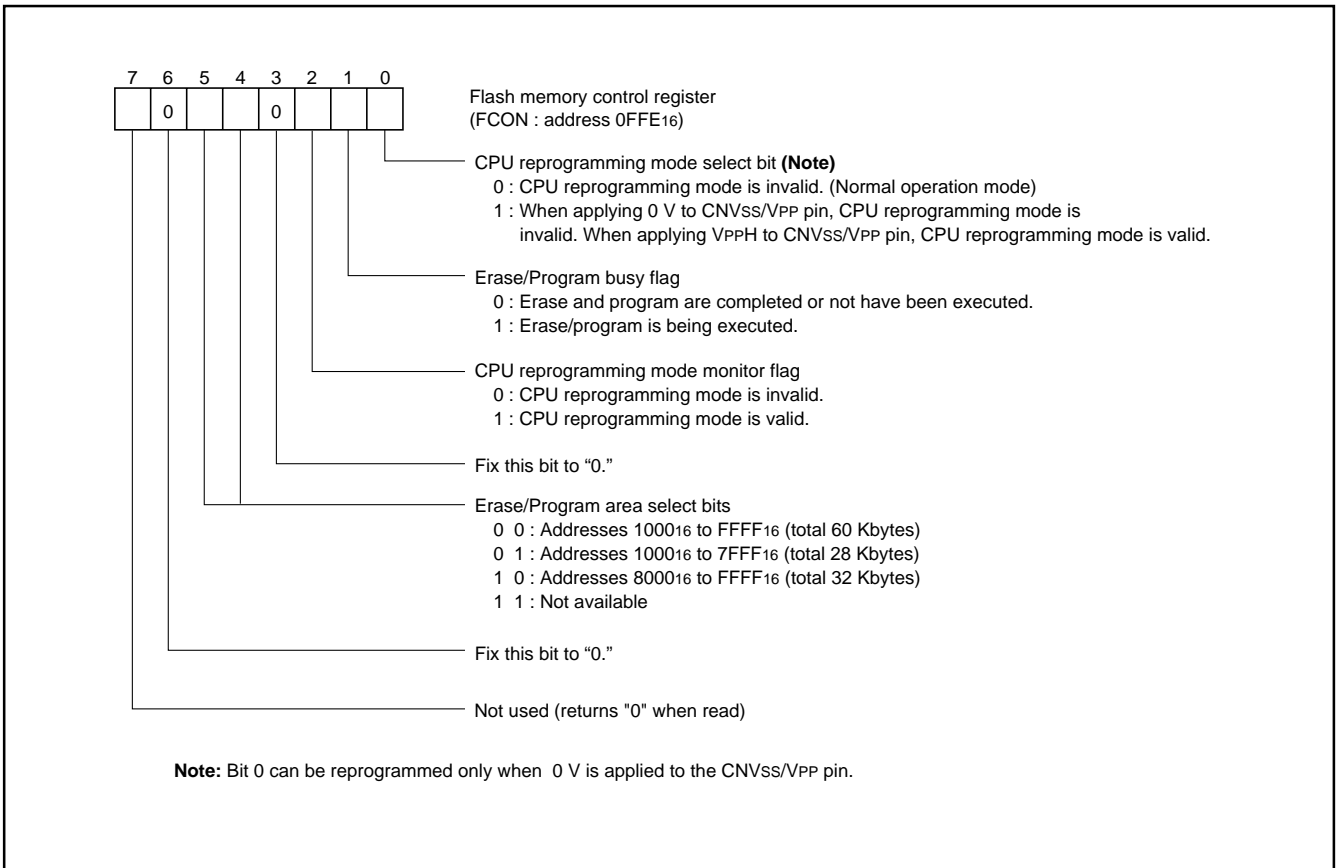 7 6 5 4 3 2 1 0
0 0
Flash memory control register
(FCON : address 0FFE16)
CPU reprogramming mode select bit (Note)
0 : CPU reprogramming mode is invalid. (Normal operation mode)
1 : When applying 0 V to CNVSS/VPP pin, CPU reprogramming mode is
invalid. When applying VPPH to CNVSS/VPP pin, CPU reprogramming mode is valid.
Erase/Program busy flag
0 : Erase and program are completed or not have been executed.
1 : Erase/program is being executed.
CPU reprogramming mode monitor flag
0 : CPU reprogramming mode is invalid.
1 : CPU reprogramming mode is valid.
Fix this bit to “0.”
Erase/Program area select bits
0 0 : Addresses 100016 to FFFF16 (total 60 Kbytes)
0 1 : Addresses 100016 to 7FFF16 (total 28 Kbytes)
1 0 : Addresses 800016 to FFFF16 (total 32 Kbytes)
1 1 : Not available
Fix this bit to “0.”
Not used (returns "0" when read)
Note: Bit 0 can be reprogrammed only when 0 V is applied to the CNVSS/VPP pin.